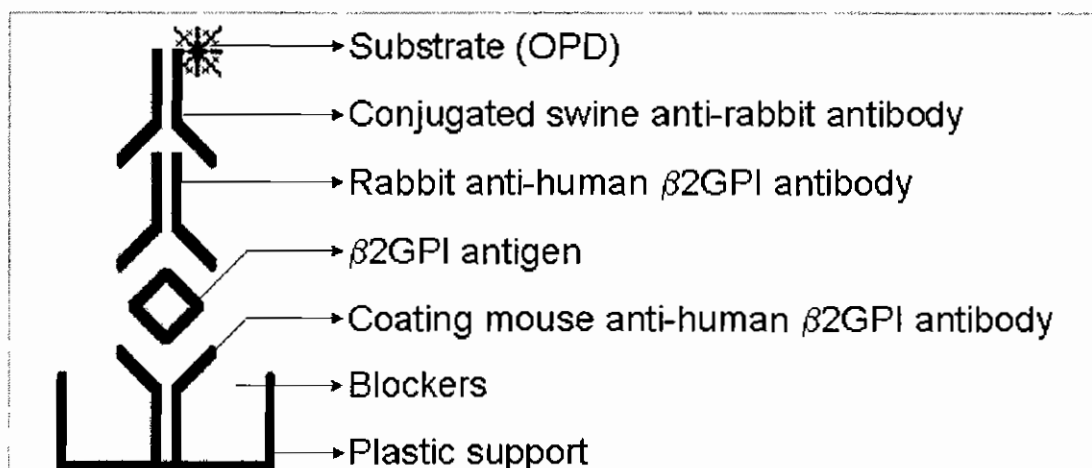 Substrate (OPD)
Conjugated swine anti-rabbit antibody
Rabbit anti-human β2GPI antibody
β2GPI antigen
Coating mouse anti-human β2GPI antibody
Blockers
Plastic support